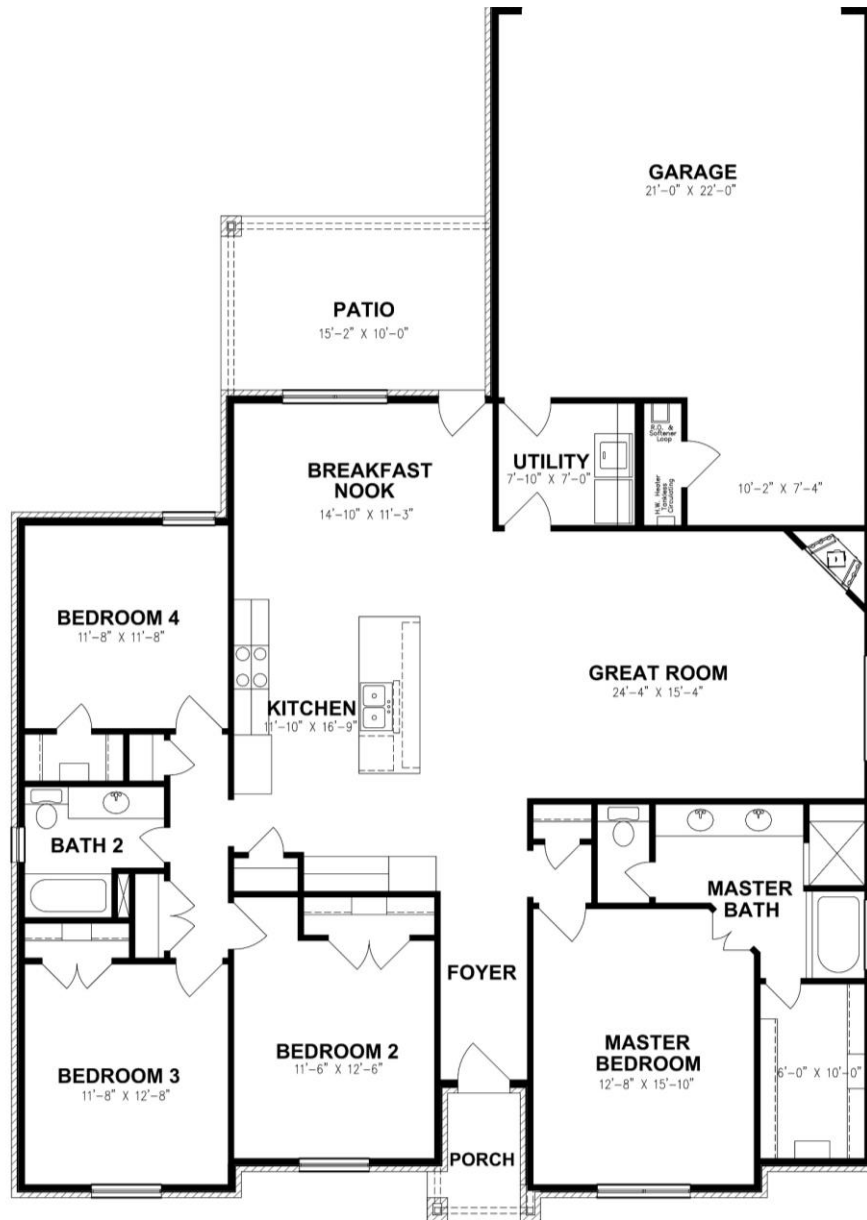 GARAGE
21'-0" X 22'-0"
PATIO
15'-2" X 10'-0"
BREAKFAST
NOOK
14'-10" X 11'-3"
UTILITY
7'-10" X 7'-0"
R.O. &
Softener
Loop
H.W. Heater
Tankless
Circulating
10'-2" X 7'-4"
BEDROOM 4
11'-8" X 11'-8"
KITCHEN
11'-10" X 16'-9"
GREAT ROOM
24'-4" X 15'-4"
BATH 2
MASTER
BATH
FOYER
BEDROOM 3
11'-8" X 12'-8"
BEDROOM 2
11'-6" X 12'-6"
MASTER
BEDROOM
12'-8" X 15'-10"
6'-0" X 10'-0"
PORCH